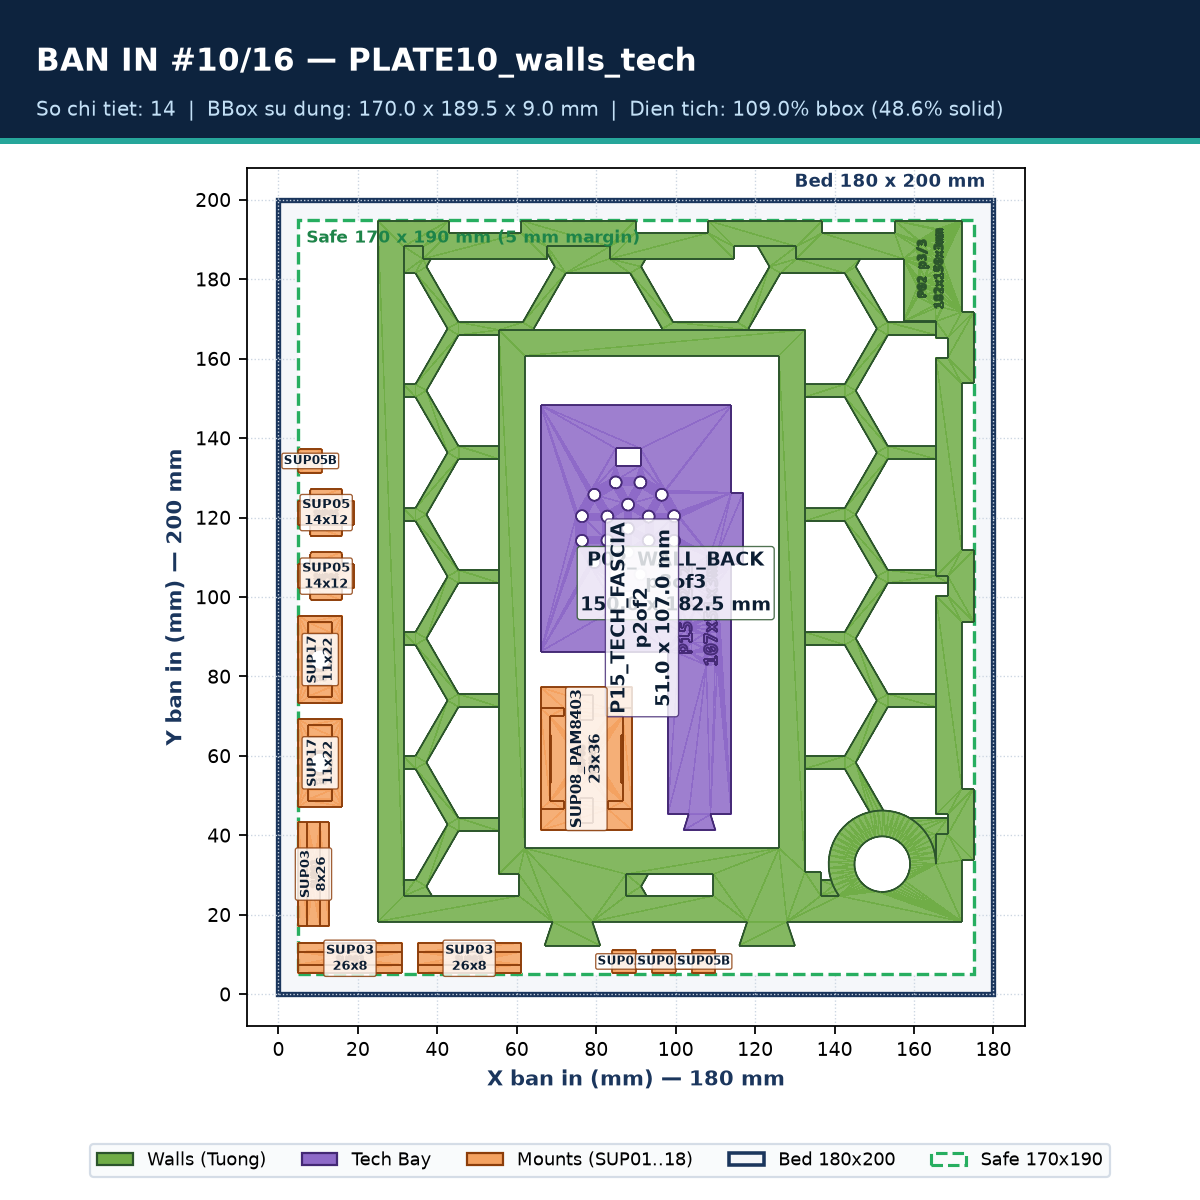 BAN IN #10/16 — PLATE10_walls_tech
So chi tiet: 14 | BBox su dung: 170.0 x 189.5 x 9.0 mm | Dien tich: 109.0% bbox (48.6% solid)
Bed 180 x 200 mm
Safe 170 x 190 mm (5 mm margin)
P02 p3/3
SUP05B
SUP05
14x12
SUP05
14x12
SUP17
11x22
SUP17
11x22
SUP03
8x26
SUP03
26x8
SUP03
26x8
SUP0
SUP0
SUP05B
P15_TECH_FASCIA
p2of2
51.0 x 107.0 mm
SUP08_PAM8403
23x36
P15
200
180
160
140
120
100
80
60
40
20
0
0
20
40
60
80
100
120
140
160
180
Y ban in (mm) — 200 mm
X ban in (mm) — 180 mm
Walls (Tuong)
Tech Bay
Mounts (SUP01..18)
Bed 180x200
Safe 170x190